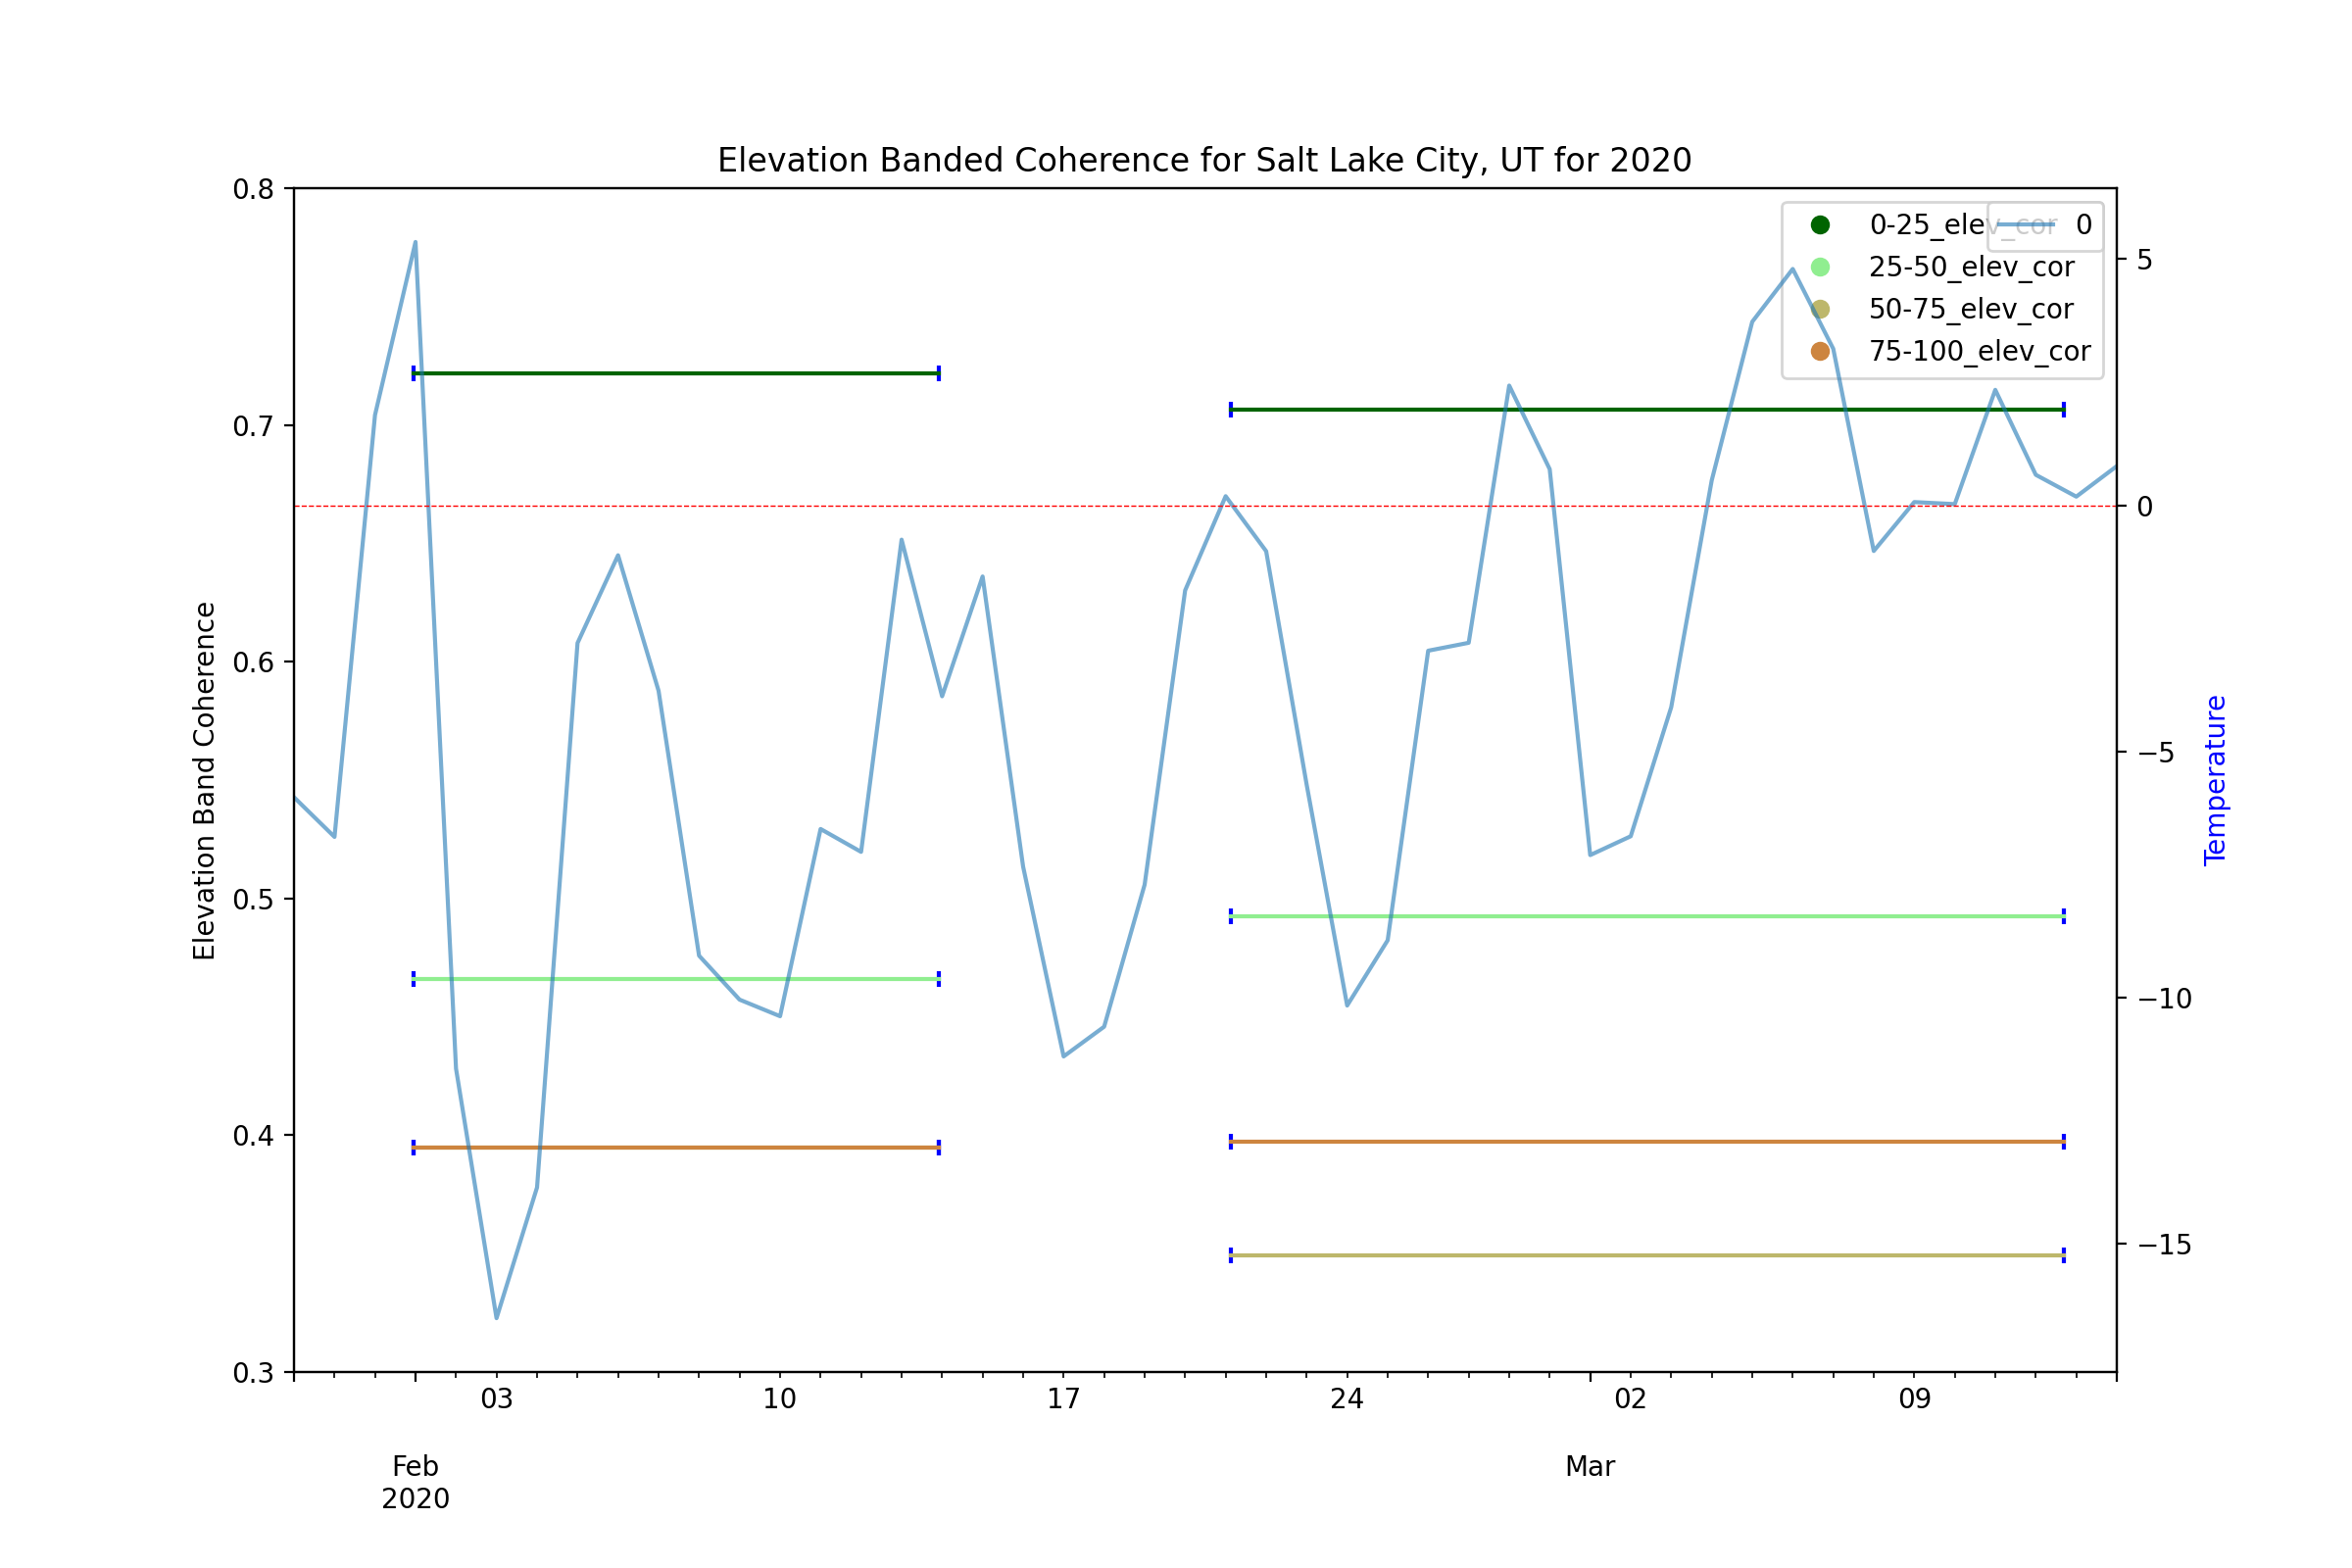 Elevation Banded Coherence for Salt Lake City, UT for 2020
0.8
0.7
0.6
0.5
0.4
0.3
Elevation Band Coherence
0-25_elev_cor
25-50_elev_cor
50-75_elev_cor
75-100_elev_cor
0
5
0
−5
−10
−15
Temperature
03 10 17 24 02 09
Feb Mar
2020